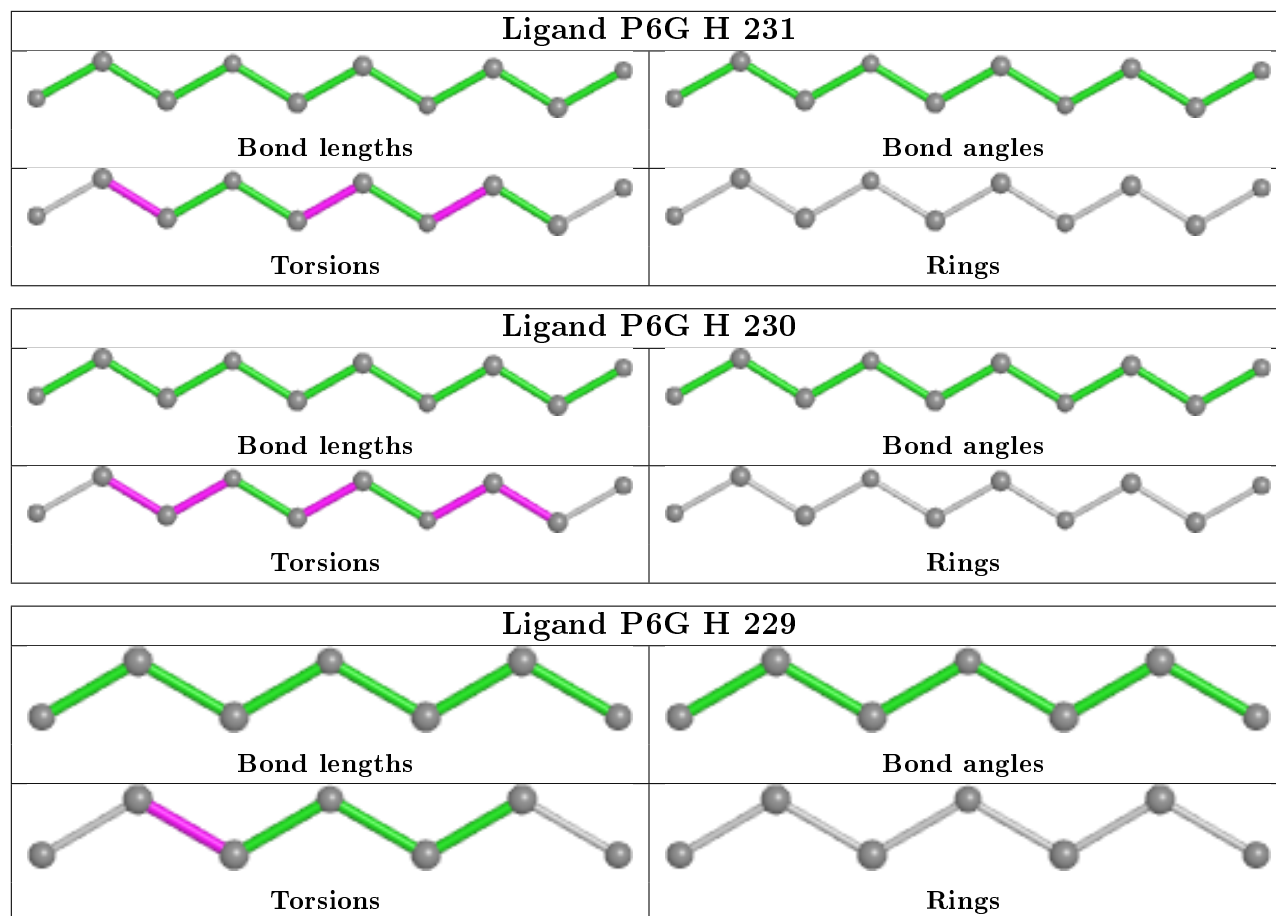 Ligand P6G H 231
Bond lengths Bond angles
Torsions Rings
Ligand P6G H 230
Bond lengths Bond angles
Torsions Rings
Ligand P6G H 229
Bond lengths Bond angles
Torsions Rings